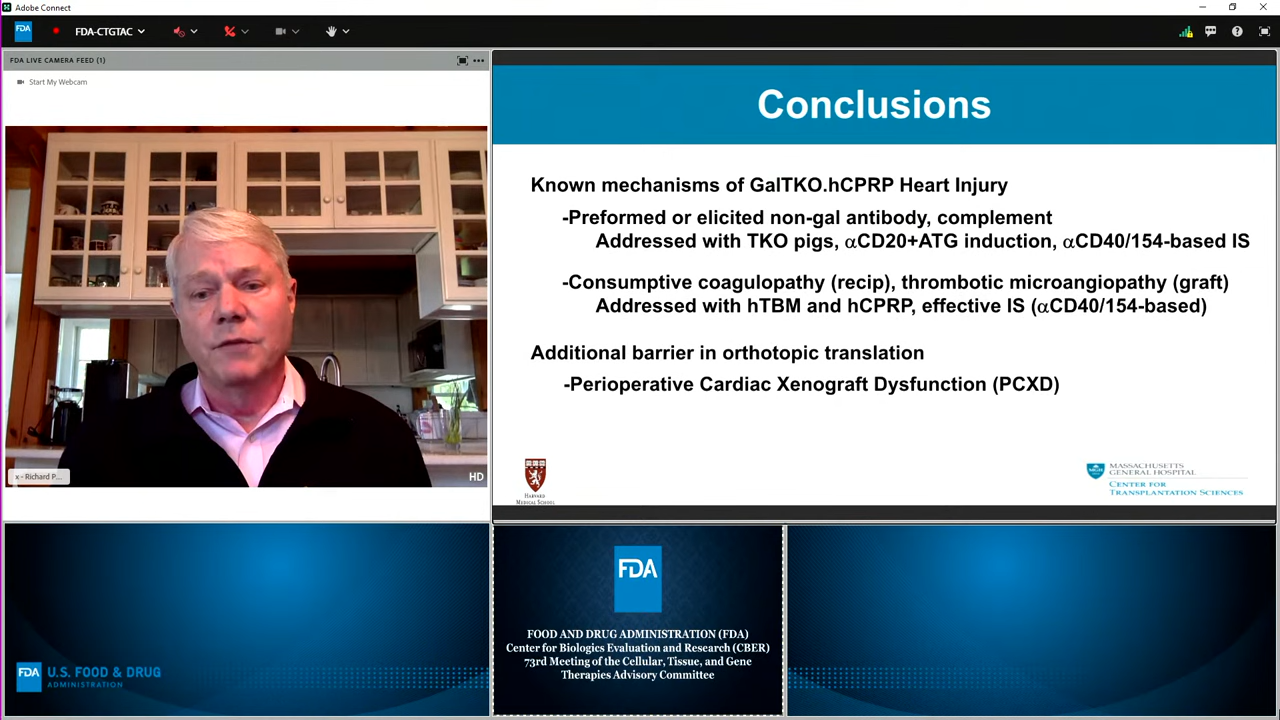 Adobe Connect
FDA
FDA-CTGTAC
FDA LIVE CAMERA FEED (1)
Start My Webcam
x - Richard P...
HD
Conclusions
Known mechanisms of GalTKO.hCPRP Heart Injury
-Preformed or elicited non-gal antibody, complement
Addressed with TKO pigs, αCD20+ATG induction, αCD40/154-based IS
-Consumptive coagulopathy (recip), thrombotic microangiopathy (graft)
Addressed with hTBM and hCPRP, effective IS (αCD40/154-based)
Additional barrier in orthotopic translation
-Perioperative Cardiac Xenograft Dysfunction (PCXD)
HARVARD
MEDICAL SCHOOL
MASSACHUSETTS
GENERAL HOSPITAL
CENTER FOR
TRANSPLANTATION SCIENCES
FDA
U.S. FOOD & DRUG
ADMINISTRATION
FDA
FOOD AND DRUG ADMINISTRATION (FDA)
Center for Biologics Evaluation and Research (CBER)
73rd Meeting of the Cellular, Tissue, and Gene
Therapies Advisory Committee